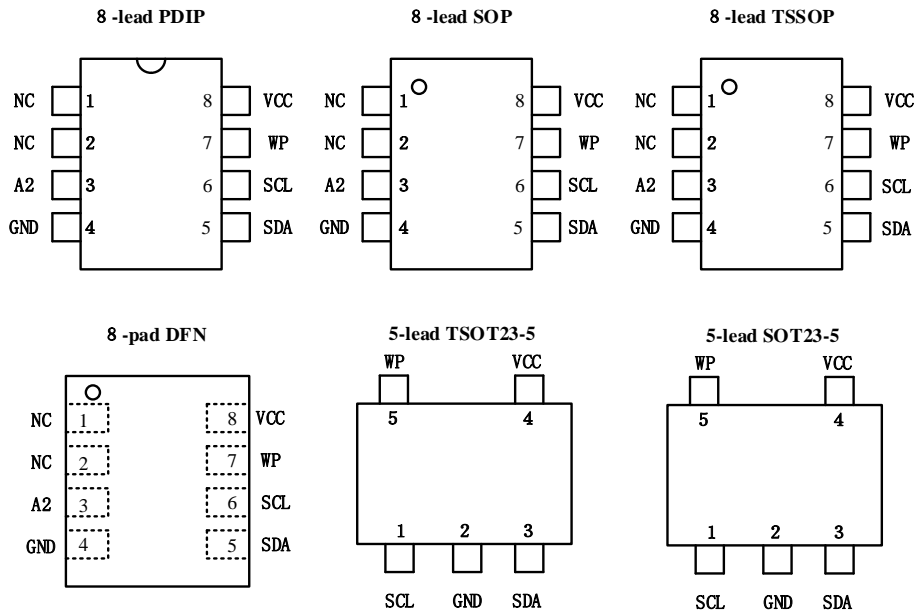 8 -lead PDIP
8 -lead SOP
8 -lead TSSOP
NC 1 8 VCC
NC 2 7 WP
A2 3 6 SCL
GND 4 5 SDA
NC 1 8 VCC
NC 2 7 WP
A2 3 6 SCL
GND 4 5 SDA
NC 1 8 VCC
NC 2 7 WP
A2 3 6 SCL
GND 4 5 SDA
8 -pad DFN
5-lead TSOT23-5
5-lead SOT23-5
NC 1 8 VCC
NC 2 7 WP
A2 3 6 SCL
GND 4 5 SDA
WP VCC
5 4
1 2 3
SCL GND SDA
WP VCC
5 4
1 2 3
SCL GND SDA